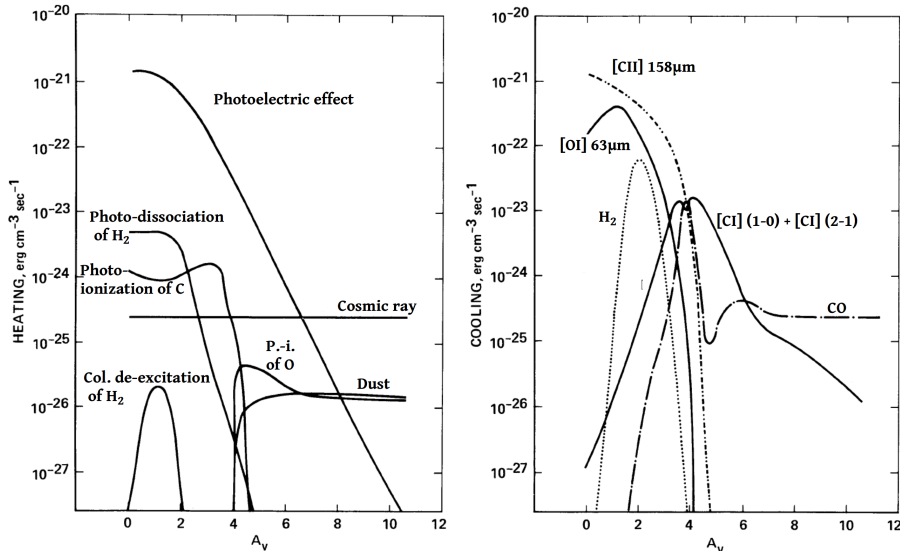 10⁻²⁰
10⁻²¹
10⁻²²
10⁻²³
10⁻²⁴
10⁻²⁵
10⁻²⁶
10⁻²⁷
HEATING, erg cm⁻³ sec⁻¹
Photoelectric effect
Photo-dissociation
of H₂
Photo-
ionization of C
Cosmic ray
P.-i.
of O
Col. de-excitation
of H₂
Dust
0 2 4 6 8 10
Aᵥ
10⁻²⁰
10⁻²¹
10⁻²²
10⁻²³
10⁻²⁴
10⁻²⁵
10⁻²⁶
10⁻²⁷
COOLING, erg cm⁻³ sec⁻¹
[CII] 158μm
[OI] 63μm
H₂
[CI] (1-0) + [CI] (2-1)
CO
0 2 4 6 8 10 12
Aᵥ